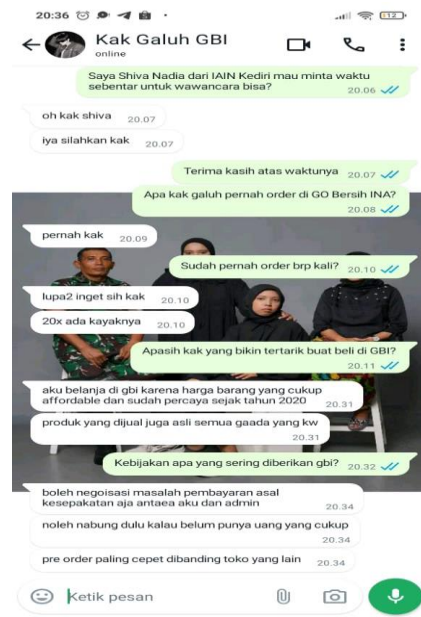 20:36
Kak Galuh GBI
online
Saya Shiva Nadia dari IAIN Kediri mau minta waktu
sebentar untuk wawancara bisa?
20.06
oh kak shiva 20.07
iya silahkan kak 20.07
Terima kasih atas waktunya 20.07
Apa kak galuh pernah order di GO Bersih INA?
20.08
pernah kak 20.09
Sudah pernah order brp kali? 20.10
lupa2 inget sih kak 20.10
20x ada kayaknya 20.10
Apasih kak yang bikin tertarik buat beli di GBI?
20.11
aku belanja di gbi karena harga barang yang cukup
affordable dan sudah percaya sejak tahun 2020 20.31
produk yang dijual juga asli semua gaada yang kw
20.31
Kebijakan apa yang sering diberikan gbi? 20.32
boleh negoisasi masalah pembayaran asal
kesepakatan aja antaea aku dan admin 20.34
noleh nabung dulu kalau belum punya uang yang cukup
20.34
pre order paling cepet dibanding toko yang lain 20.34
Ketik pesan